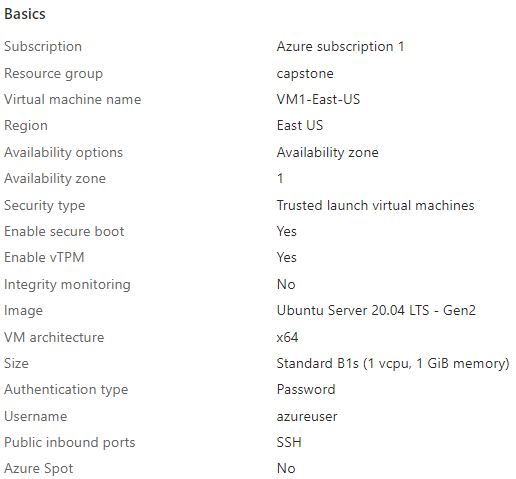 Basics
Subscription Azure subscription 1
Resource group capstone
Virtual machine name VM1-East-US
Region East US
Availability options Availability zone
Availability zone 1
Security type Trusted launch virtual machines
Enable secure boot Yes
Enable vTPM Yes
Integrity monitoring No
Image Ubuntu Server 20.04 LTS - Gen2
VM architecture x64
Size Standard B1s (1 vcpu, 1 GiB memory)
Authentication type Password
Username azureuser
Public inbound ports SSH
Azure Spot No